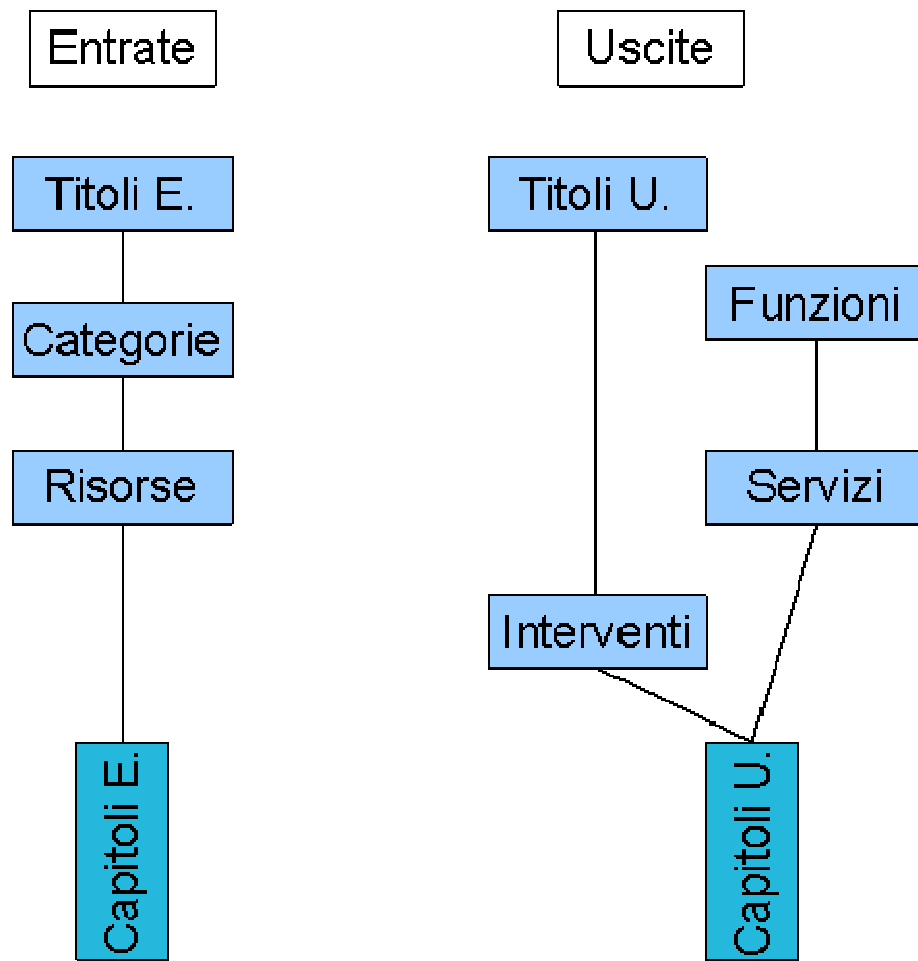 Entrate
Uscite
Titoli E.
Titoli U.
Funzioni
Categorie
Risorse
Servizi
Interventi
Capitoli E.
Capitoli U.